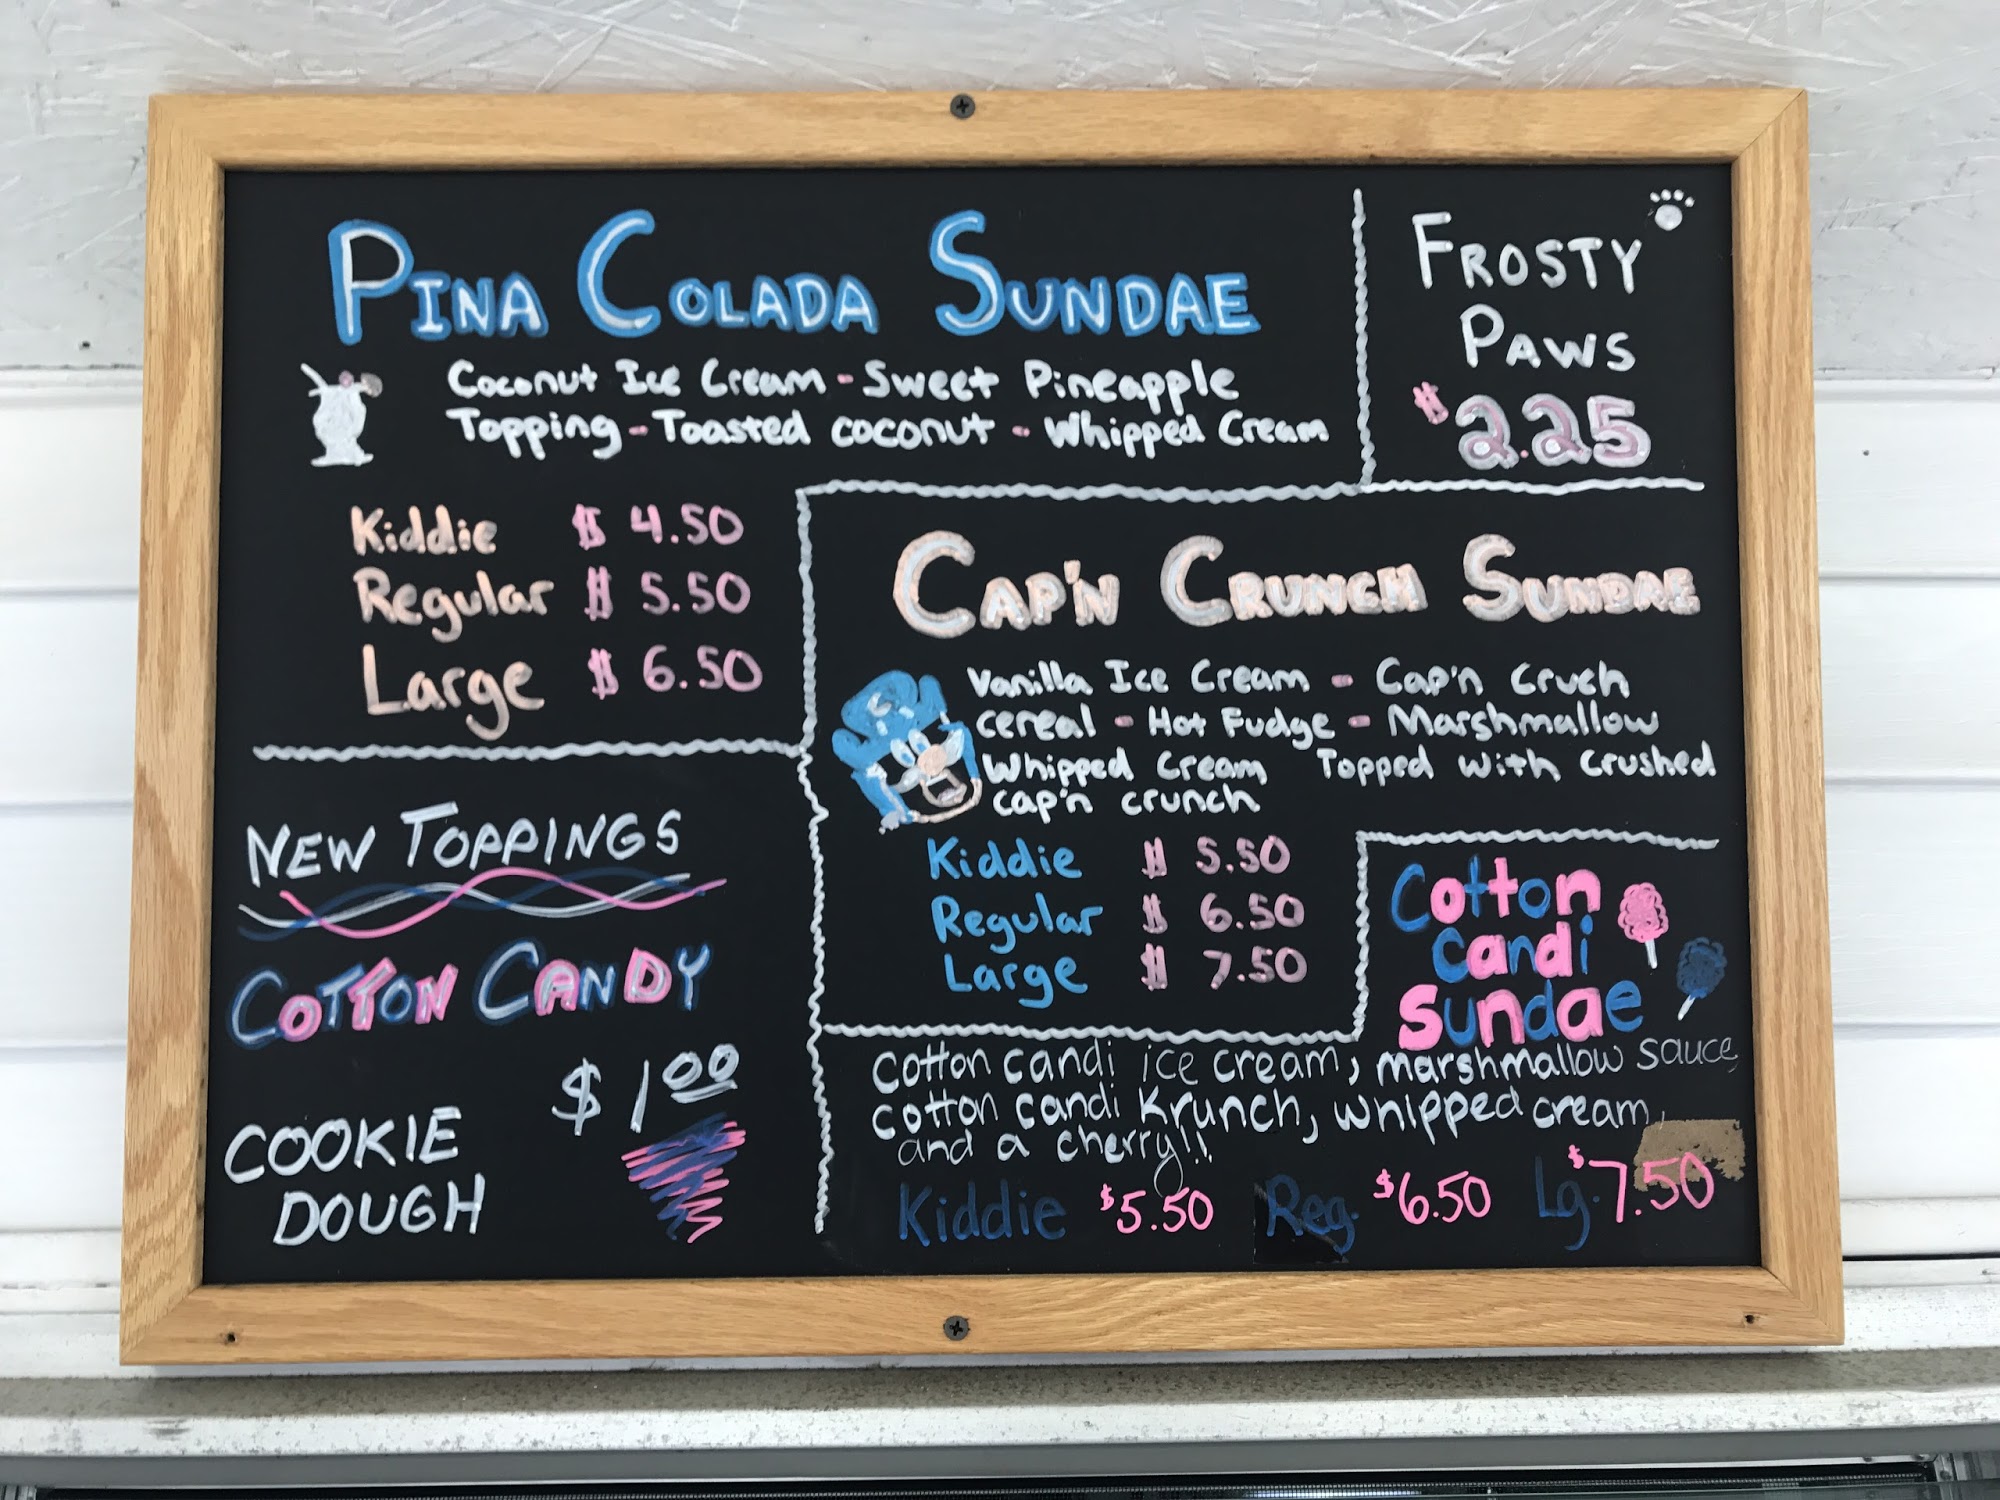 PINA COLADA SUNDAE
Coconut Ice Cream - Sweet Pineapple
Topping - Toasted coconut - Whipped Cream
Kiddie $ 4.50
Regular $ 5.50
Large $ 6.50
FROSTY
PAWS
$ 2.25
CAP'N CRUNCH SUNDAE
Vanilla Ice Cream - Cap'n Cruch
cereal - Hot Fudge - Marshmallow
Whipped Cream Topped with Crushed
cap'n crunch
Kiddie $ 5.50
Regular $ 6.50
Large $ 7.50
NEW TOPPINGS
COTTON CANDY
$1.00
COOKIE
DOUGH
Cotton
Candi
Sundae
cotton candi ice cream, marshmallow sauce,
cotton candi Krunch, whipped cream,
and a cherry!!
Kiddie $5.50 Reg. $6.50 Lg. $7.50